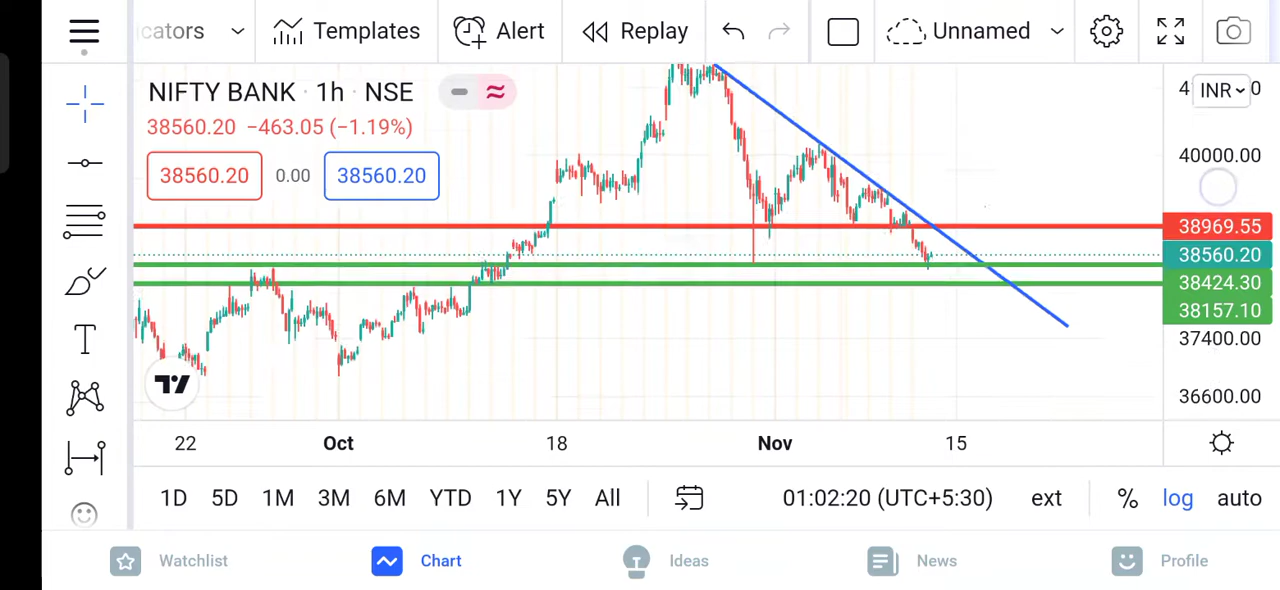 cators Templates Alert Replay Unnamed
NIFTY BANK · 1h · NSE
38560.20 −463.05 (−1.19%)
38560.20 0.00 38560.20
INR
40000.00
38969.55
38560.20
38424.30
38157.10
37400.00
36600.00
22 Oct 18 Nov 15
1D 5D 1M 3M 6M YTD 1Y 5Y All 01:02:20 (UTC+5:30) ext % log auto
Watchlist Chart Ideas News Profile